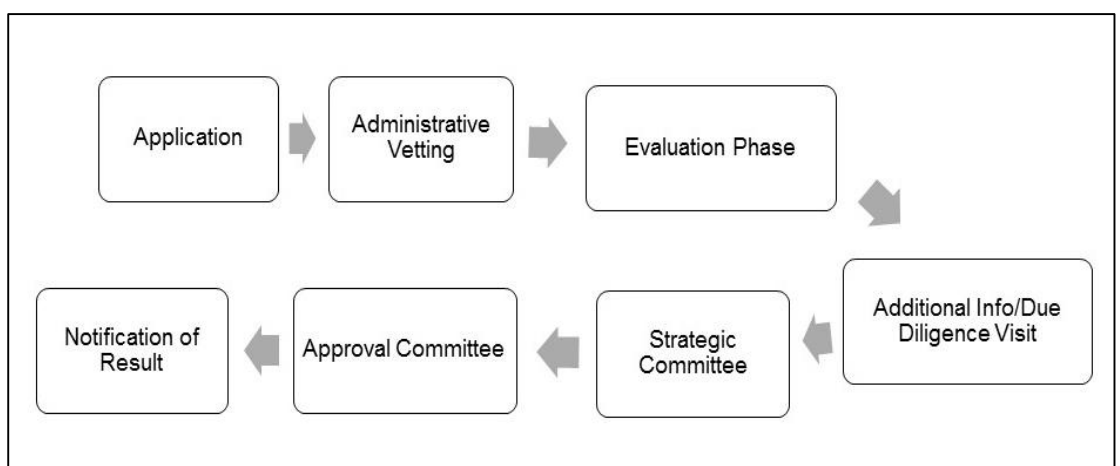 Application
Administrative
Vetting
Evaluation Phase
Additional Info/Due
Diligence Visit
Strategic
Committee
Approval Committee
Notification of
Result